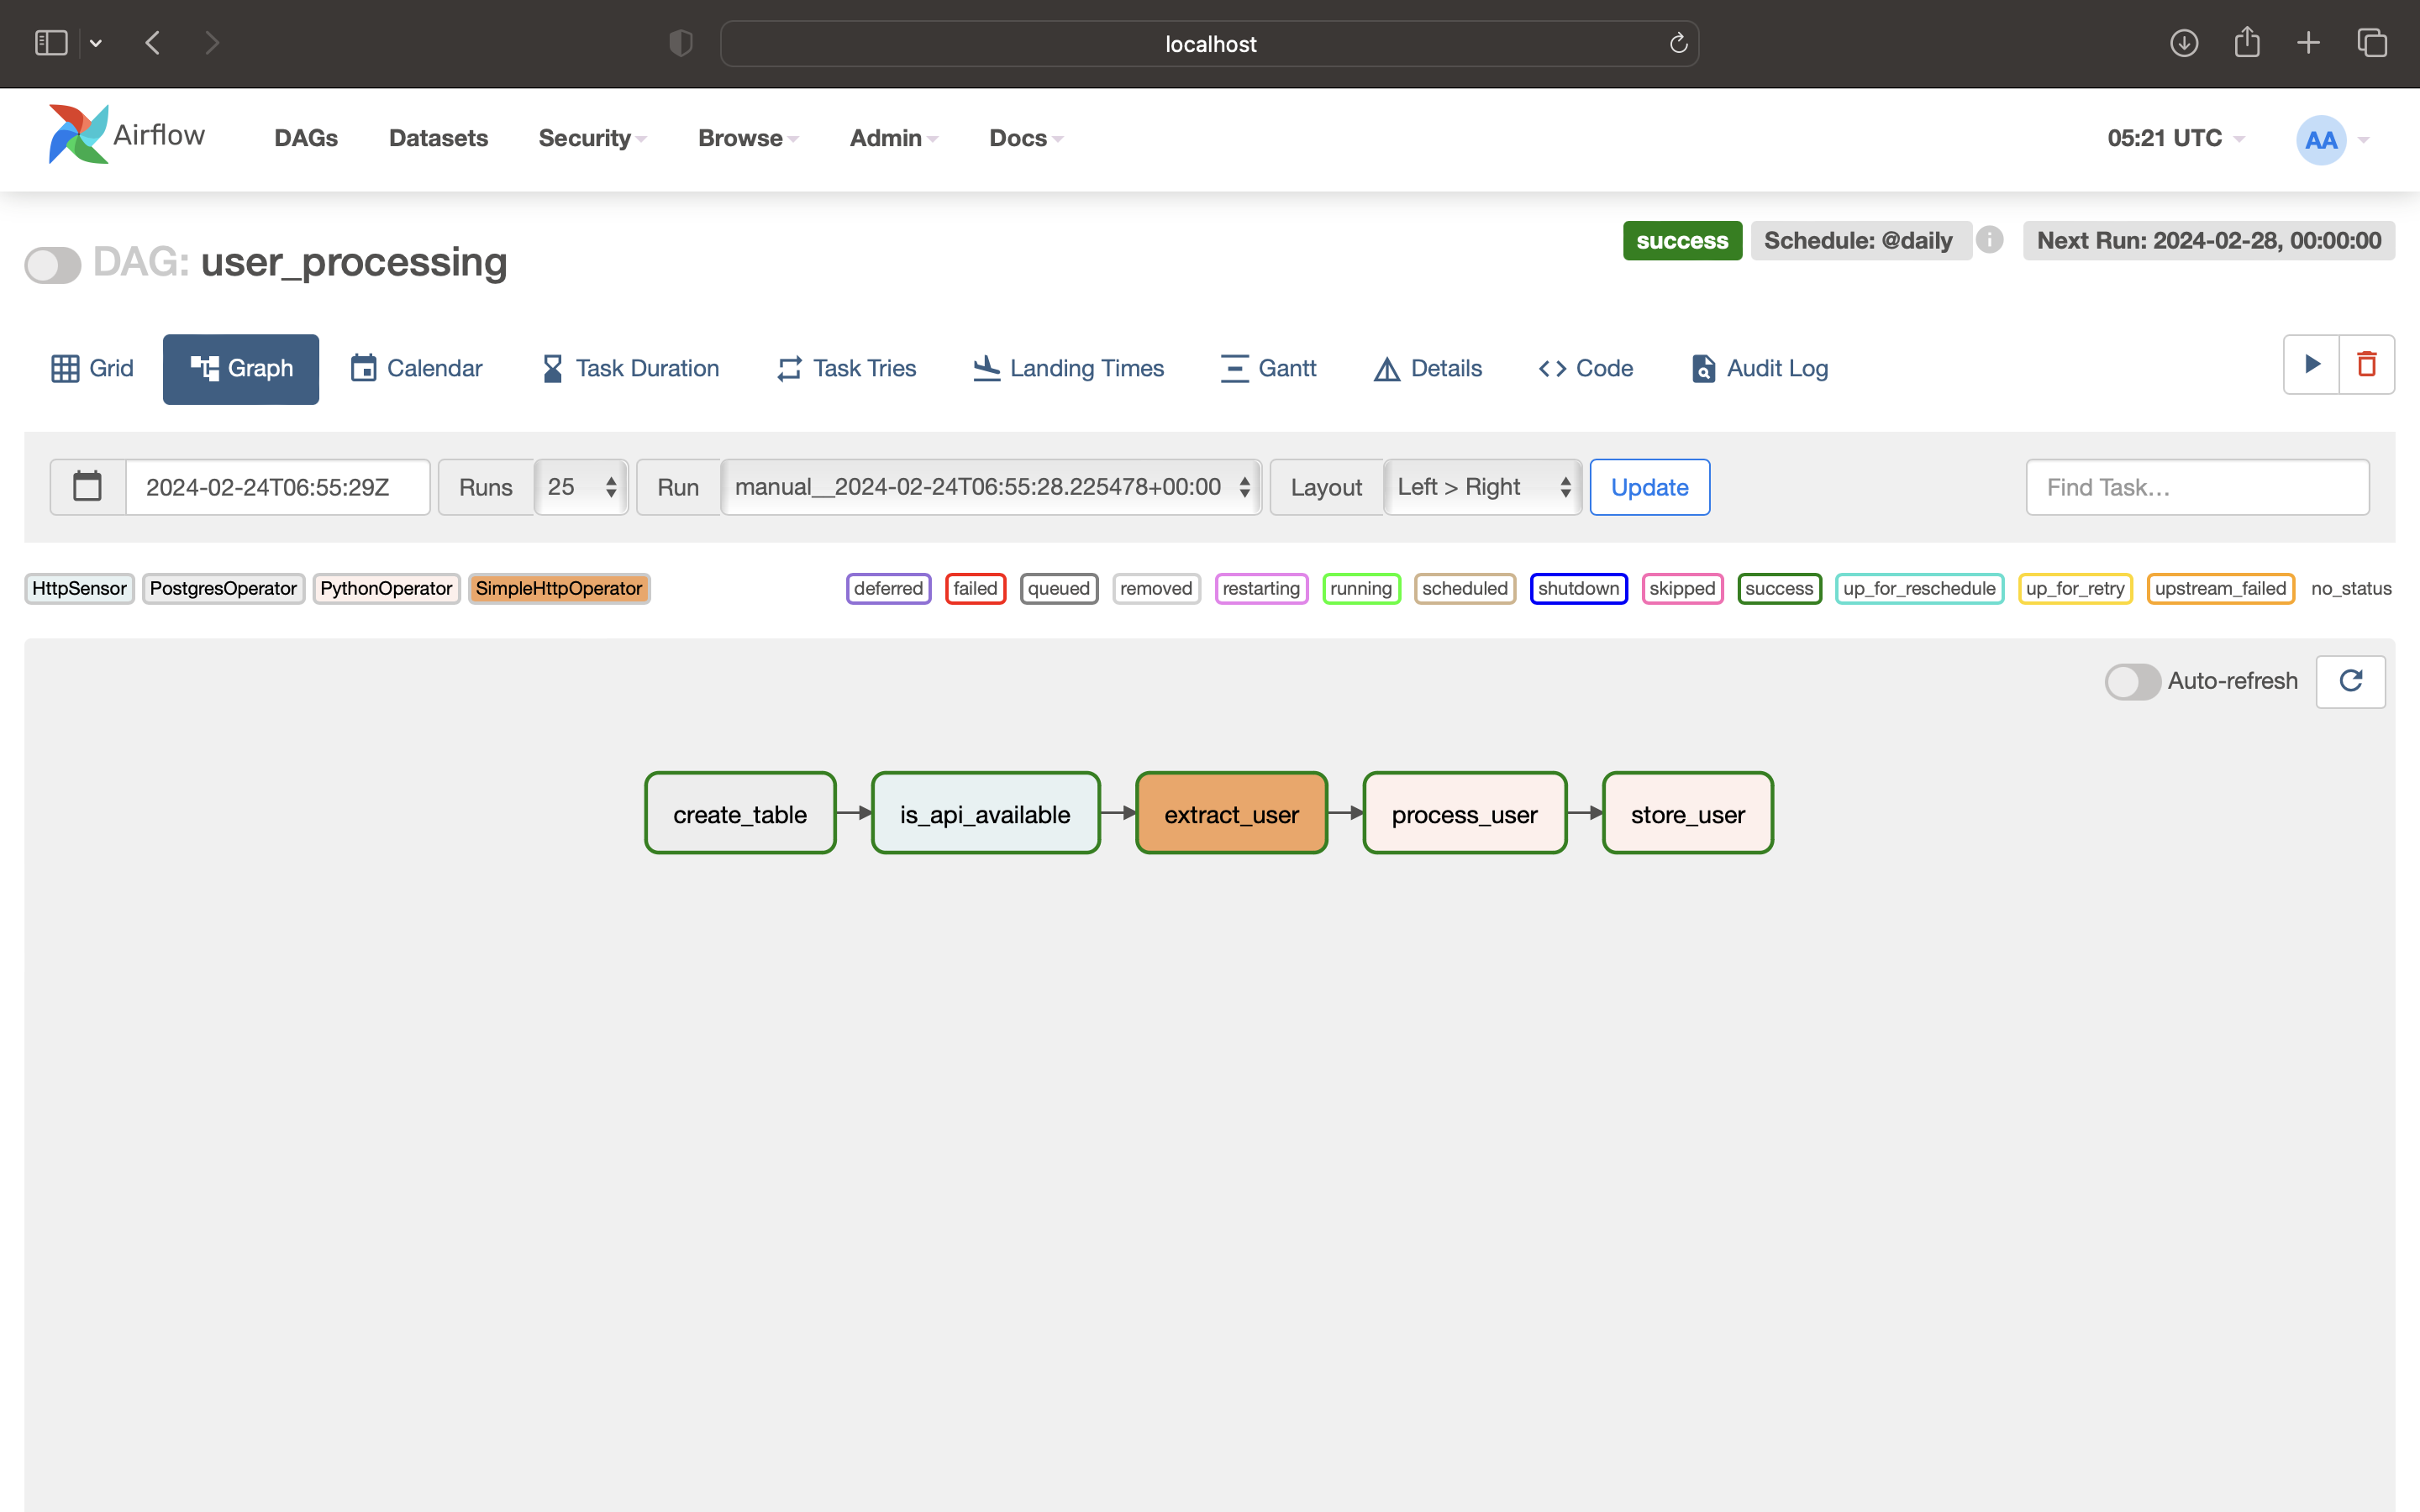 localhost
Airflow DAGs Datasets Security Browse Admin Docs 05:21 UTC AA
success Schedule: @daily i Next Run: 2024-02-28, 00:00:00
DAG: user_processing
Grid Graph Calendar Task Duration Task Tries Landing Times Gantt Details Code Audit Log
2024-02-24T06:55:29Z Runs 25 Run manual__2024-02-24T06:55:28.225478+00:00 Layout Left > Right Update Find Task…
HttpSensor PostgresOperator PythonOperator SimpleHttpOperator deferred failed queued removed restarting running scheduled shutdown skipped success up_for_reschedule up_for_retry upstream_failed no_status
Auto-refresh
create_table is_api_available extract_user process_user store_user